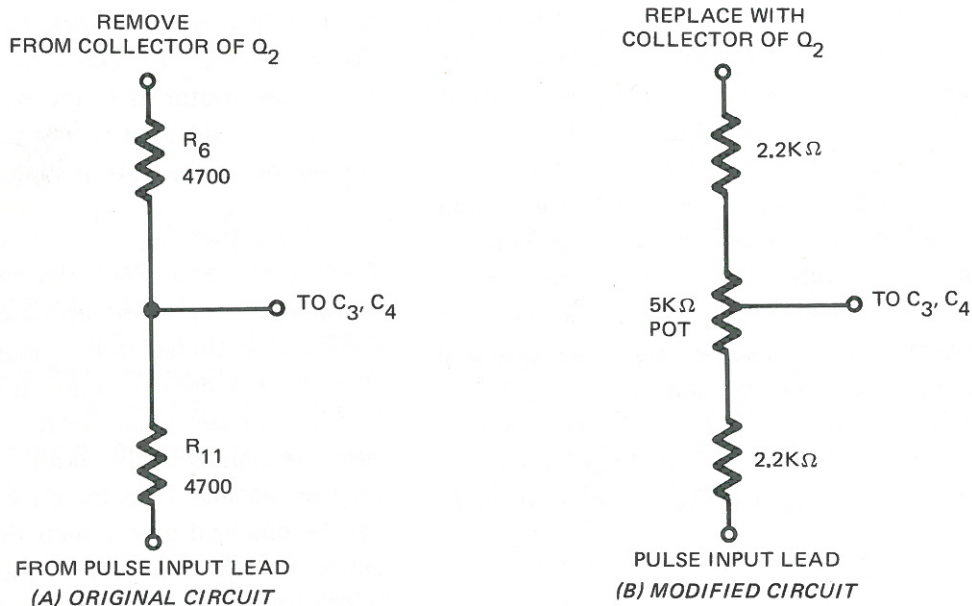 REMOVE
FROM COLLECTOR OF Q2
R6
4700
TO C3, C4
R11
4700
FROM PULSE INPUT LEAD
(A) ORIGINAL CIRCUIT
REPLACE WITH
COLLECTOR OF Q2
2.2KΩ
5KΩ
POT
TO C3, C4
2.2KΩ
PULSE INPUT LEAD
(B) MODIFIED CIRCUIT